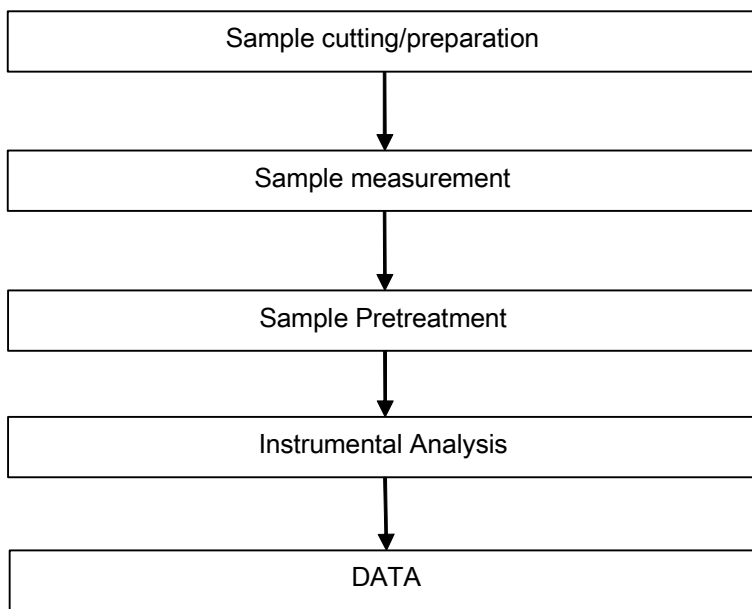 Sample cutting/preparation
Sample measurement
Sample Pretreatment
Instrumental Analysis
DATA